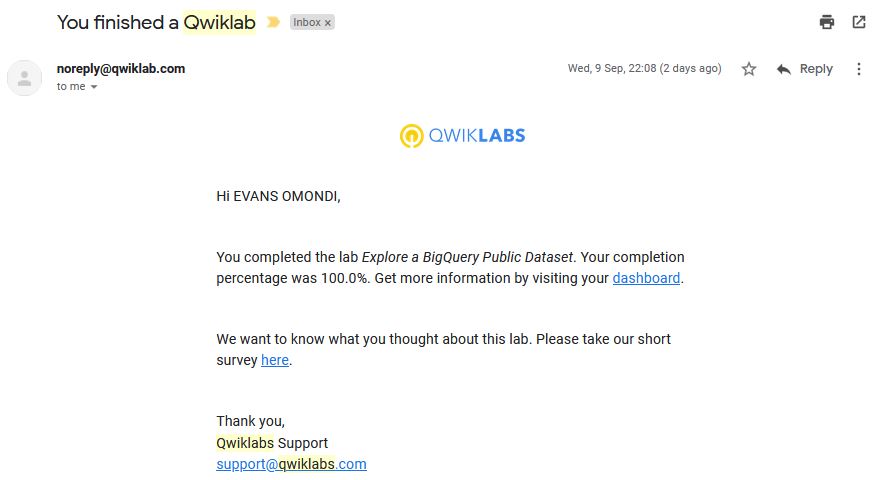 You finished a Qwiklab Inbox x
noreply@qwiklab.com Wed, 9 Sep, 22:08 (2 days ago) Reply
to me
QWIKLABS
Hi EVANS OMONDI,
You completed the lab Explore a BigQuery Public Dataset. Your completion
percentage was 100.0%. Get more information by visiting your dashboard.
We want to know what you thought about this lab. Please take our short
survey here.
Thank you,
Qwiklabs Support
support@qwiklabs.com